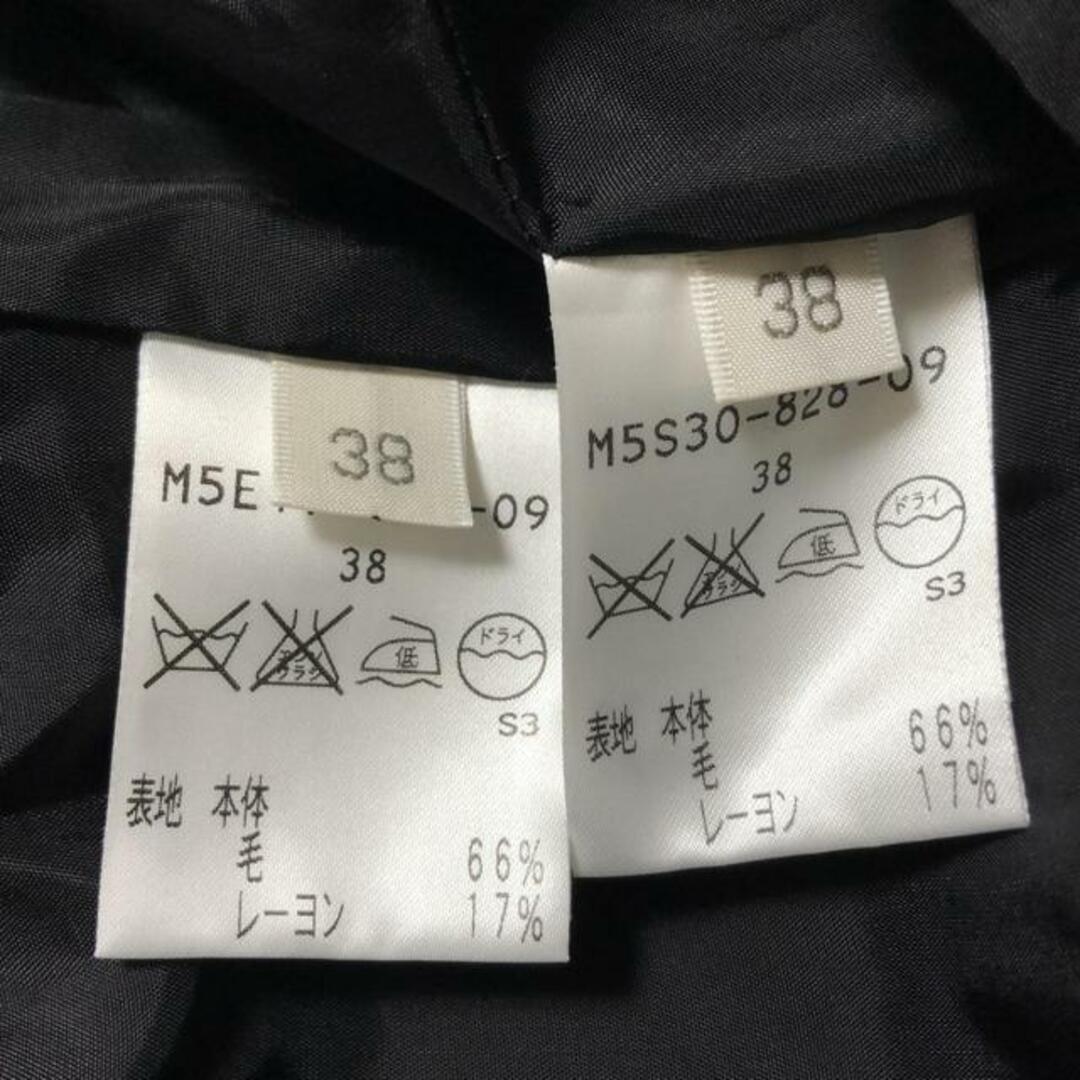 38
M5E -09
38
ドライ
低
S3
表地 本体
毛 66%
レーヨン 17%
38
M5S30-828-09
38
ドライ
低
S3
表地 本体
毛 66%
レーヨン 17%